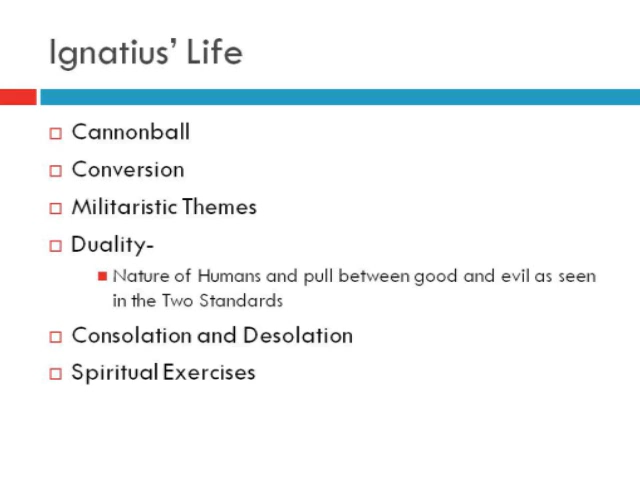 Ignatius’ Life
Cannonball
Conversion
Militaristic Themes
Duality-
Nature of Humans and pull between good and evil as seen
in the Two Standards
Consolation and Desolation
Spiritual Exercises